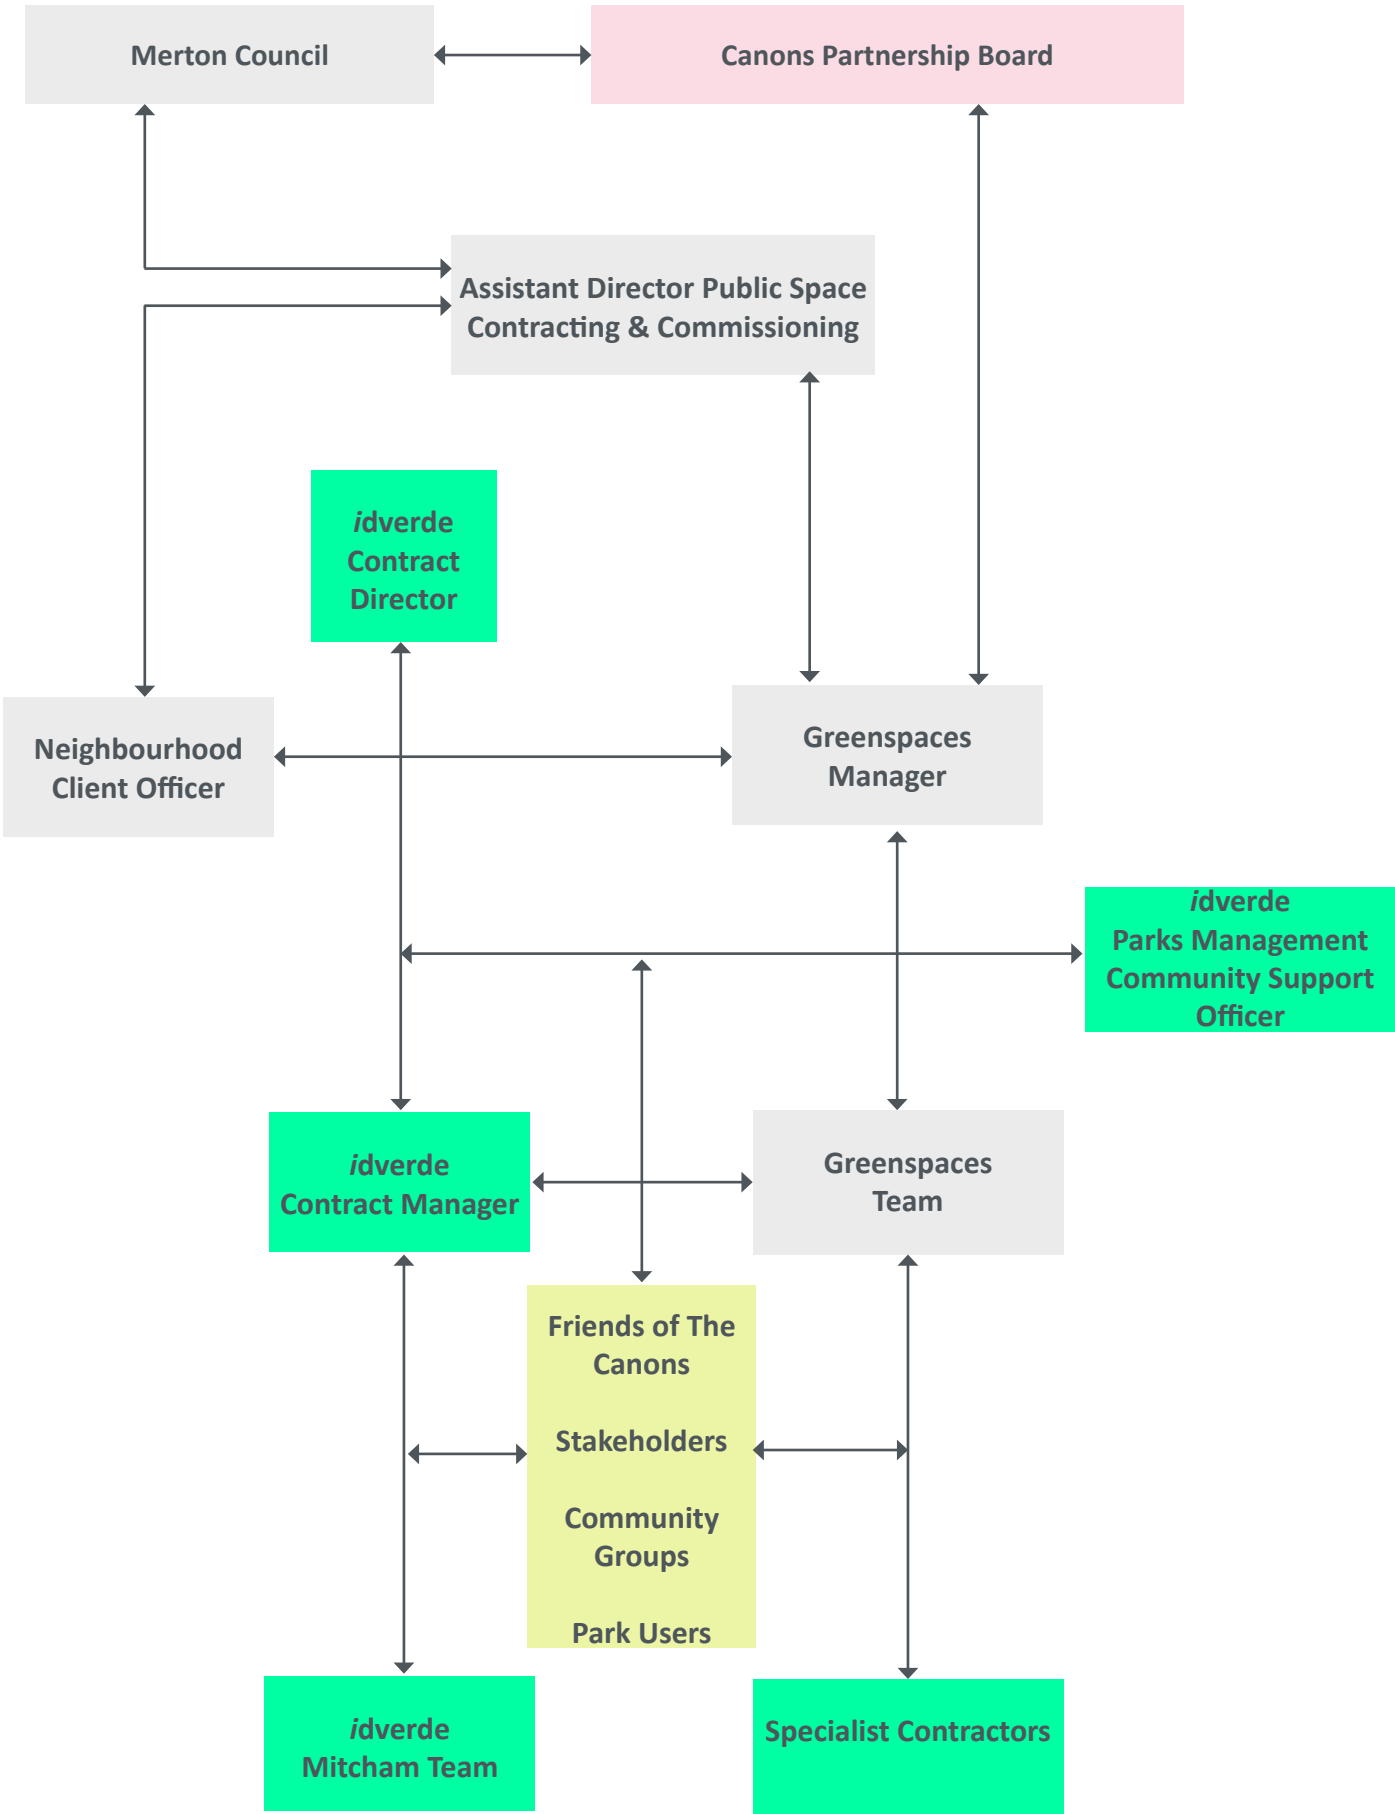 Merton Council
Canons Partnership Board
Assistant Director Public Space
Contracting & Commissioning
idverde
Contract
Director
Neighbourhood
Client Officer
Greenspaces
Manager
idverde
Parks Management
Community Support
Officer
idverde
Contract Manager
Greenspaces
Team
Friends of The
Canons
Stakeholders
Community
Groups
Park Users
idverde
Mitcham Team
Specialist Contractors